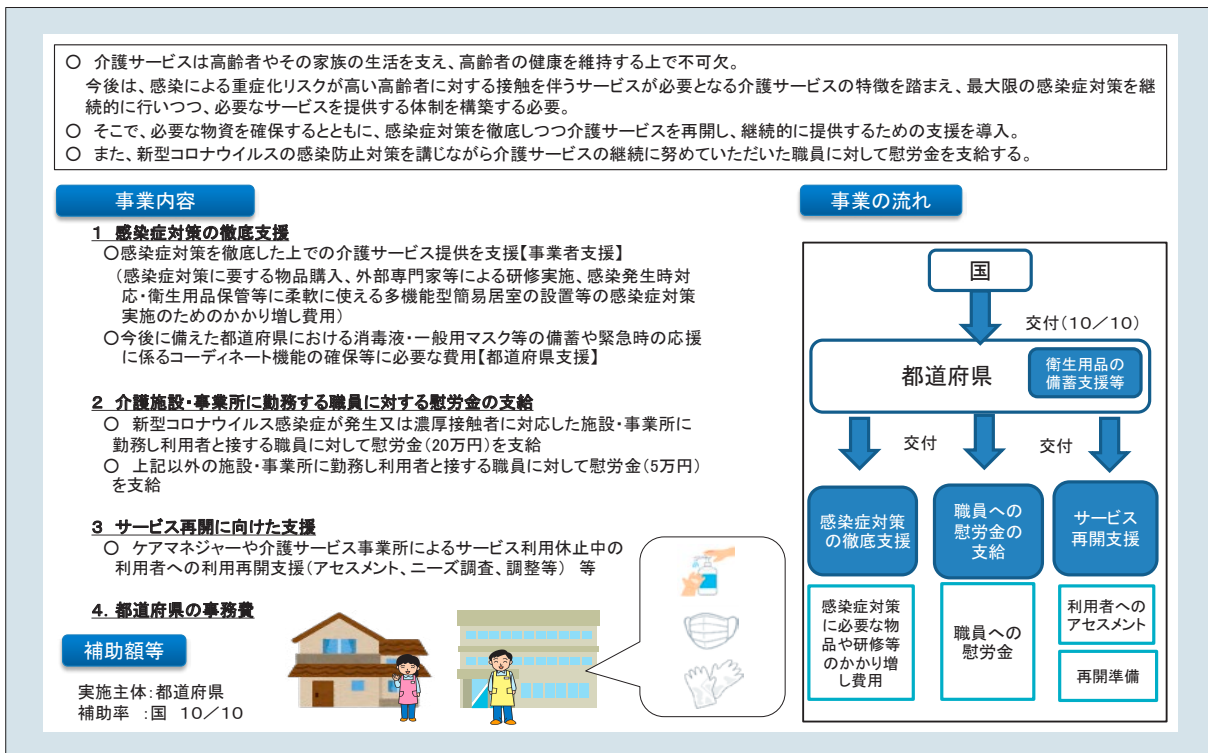 ○ 介護サービスは高齢者やその家族の生活を支え、高齢者の健康を維持する上で不可欠。
今後は、感染による重症化リスクが高い高齢者に対する接触を伴うサービスが必要となる介護サービスの特徴を踏まえ、最大限の感染症対策を継
続的に行いつつ、必要なサービスを提供する体制を構築する必要。
○ そこで、必要な物資を確保するとともに、感染症対策を徹底しつつ介護サービスを再開し、継続的に提供するための支援を導入。
○ また、新型コロナウイルスの感染防止対策を講じながら介護サービスの継続に努めていただいた職員に対して慰労金を支給する。
事業内容
1 感染症対策の徹底支援
○感染症対策を徹底した上での介護サービス提供を支援【事業者支援】
（感染症対策に要する物品購入、外部専門家等による研修実施、感染発生時対
応・衛生用品保管等に柔軟に使える多機能型簡易居室の設置等の感染症対策
実施のためのかかり増し費用）
○今後に備えた都道府県における消毒液・一般用マスク等の備蓄や緊急時の応援
に係るコーディネート機能の確保等に必要な費用【都道府県支援】
2 介護施設・事業所に勤務する職員に対する慰労金の支給
○ 新型コロナウイルス感染症が発生又は濃厚接触者に対応した施設・事業所に
勤務し利用者と接する職員に対して慰労金（20万円）を支給
○ 上記以外の施設・事業所に勤務し利用者と接する職員に対して慰労金（5万円）
を支給
3 サービス再開に向けた支援
○ ケアマネジャーや介護サービス事業所によるサービス利用休止中の
利用者への利用再開支援（アセスメント、ニーズ調査、調整等） 等
4．都道府県の事務費
補助額等
実施主体：都道府県
補助率 ：国 10／10
事業の流れ
国
交付（10／10）
都道府県
衛生用品の
備蓄支援等
交付
交付
感染症対策
の徹底支援
職員への
慰労金の
支給
サービス
再開支援
感染症対策
に必要な物
品や研修等
のかかり増
し費用
職員への
慰労金
利用者への
アセスメント
再開準備